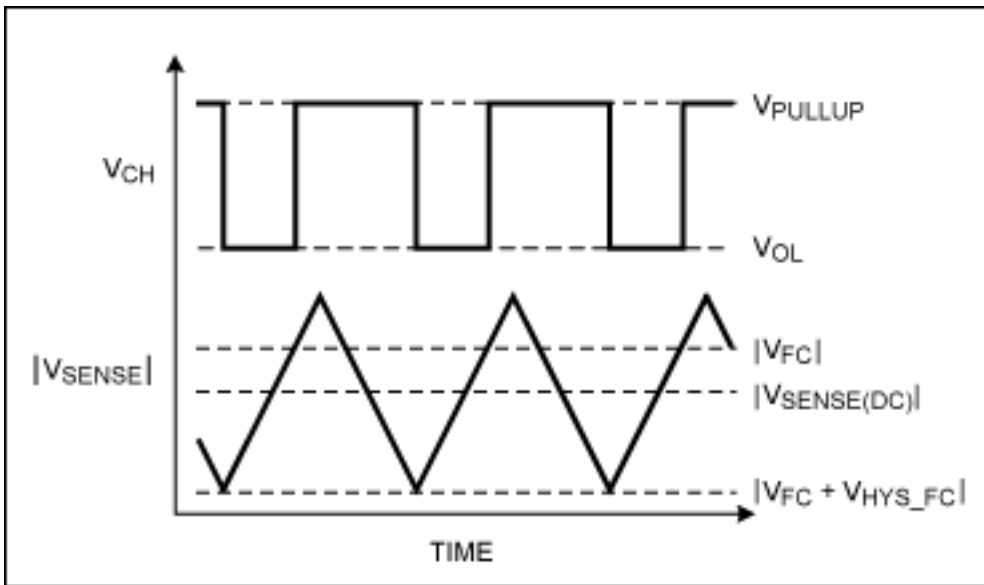 VPULLUP
VCH
VOL
|VFC|
|VSENSE|
|VSENSE(DC)|
|VFC + VHYS_FC|
TIME